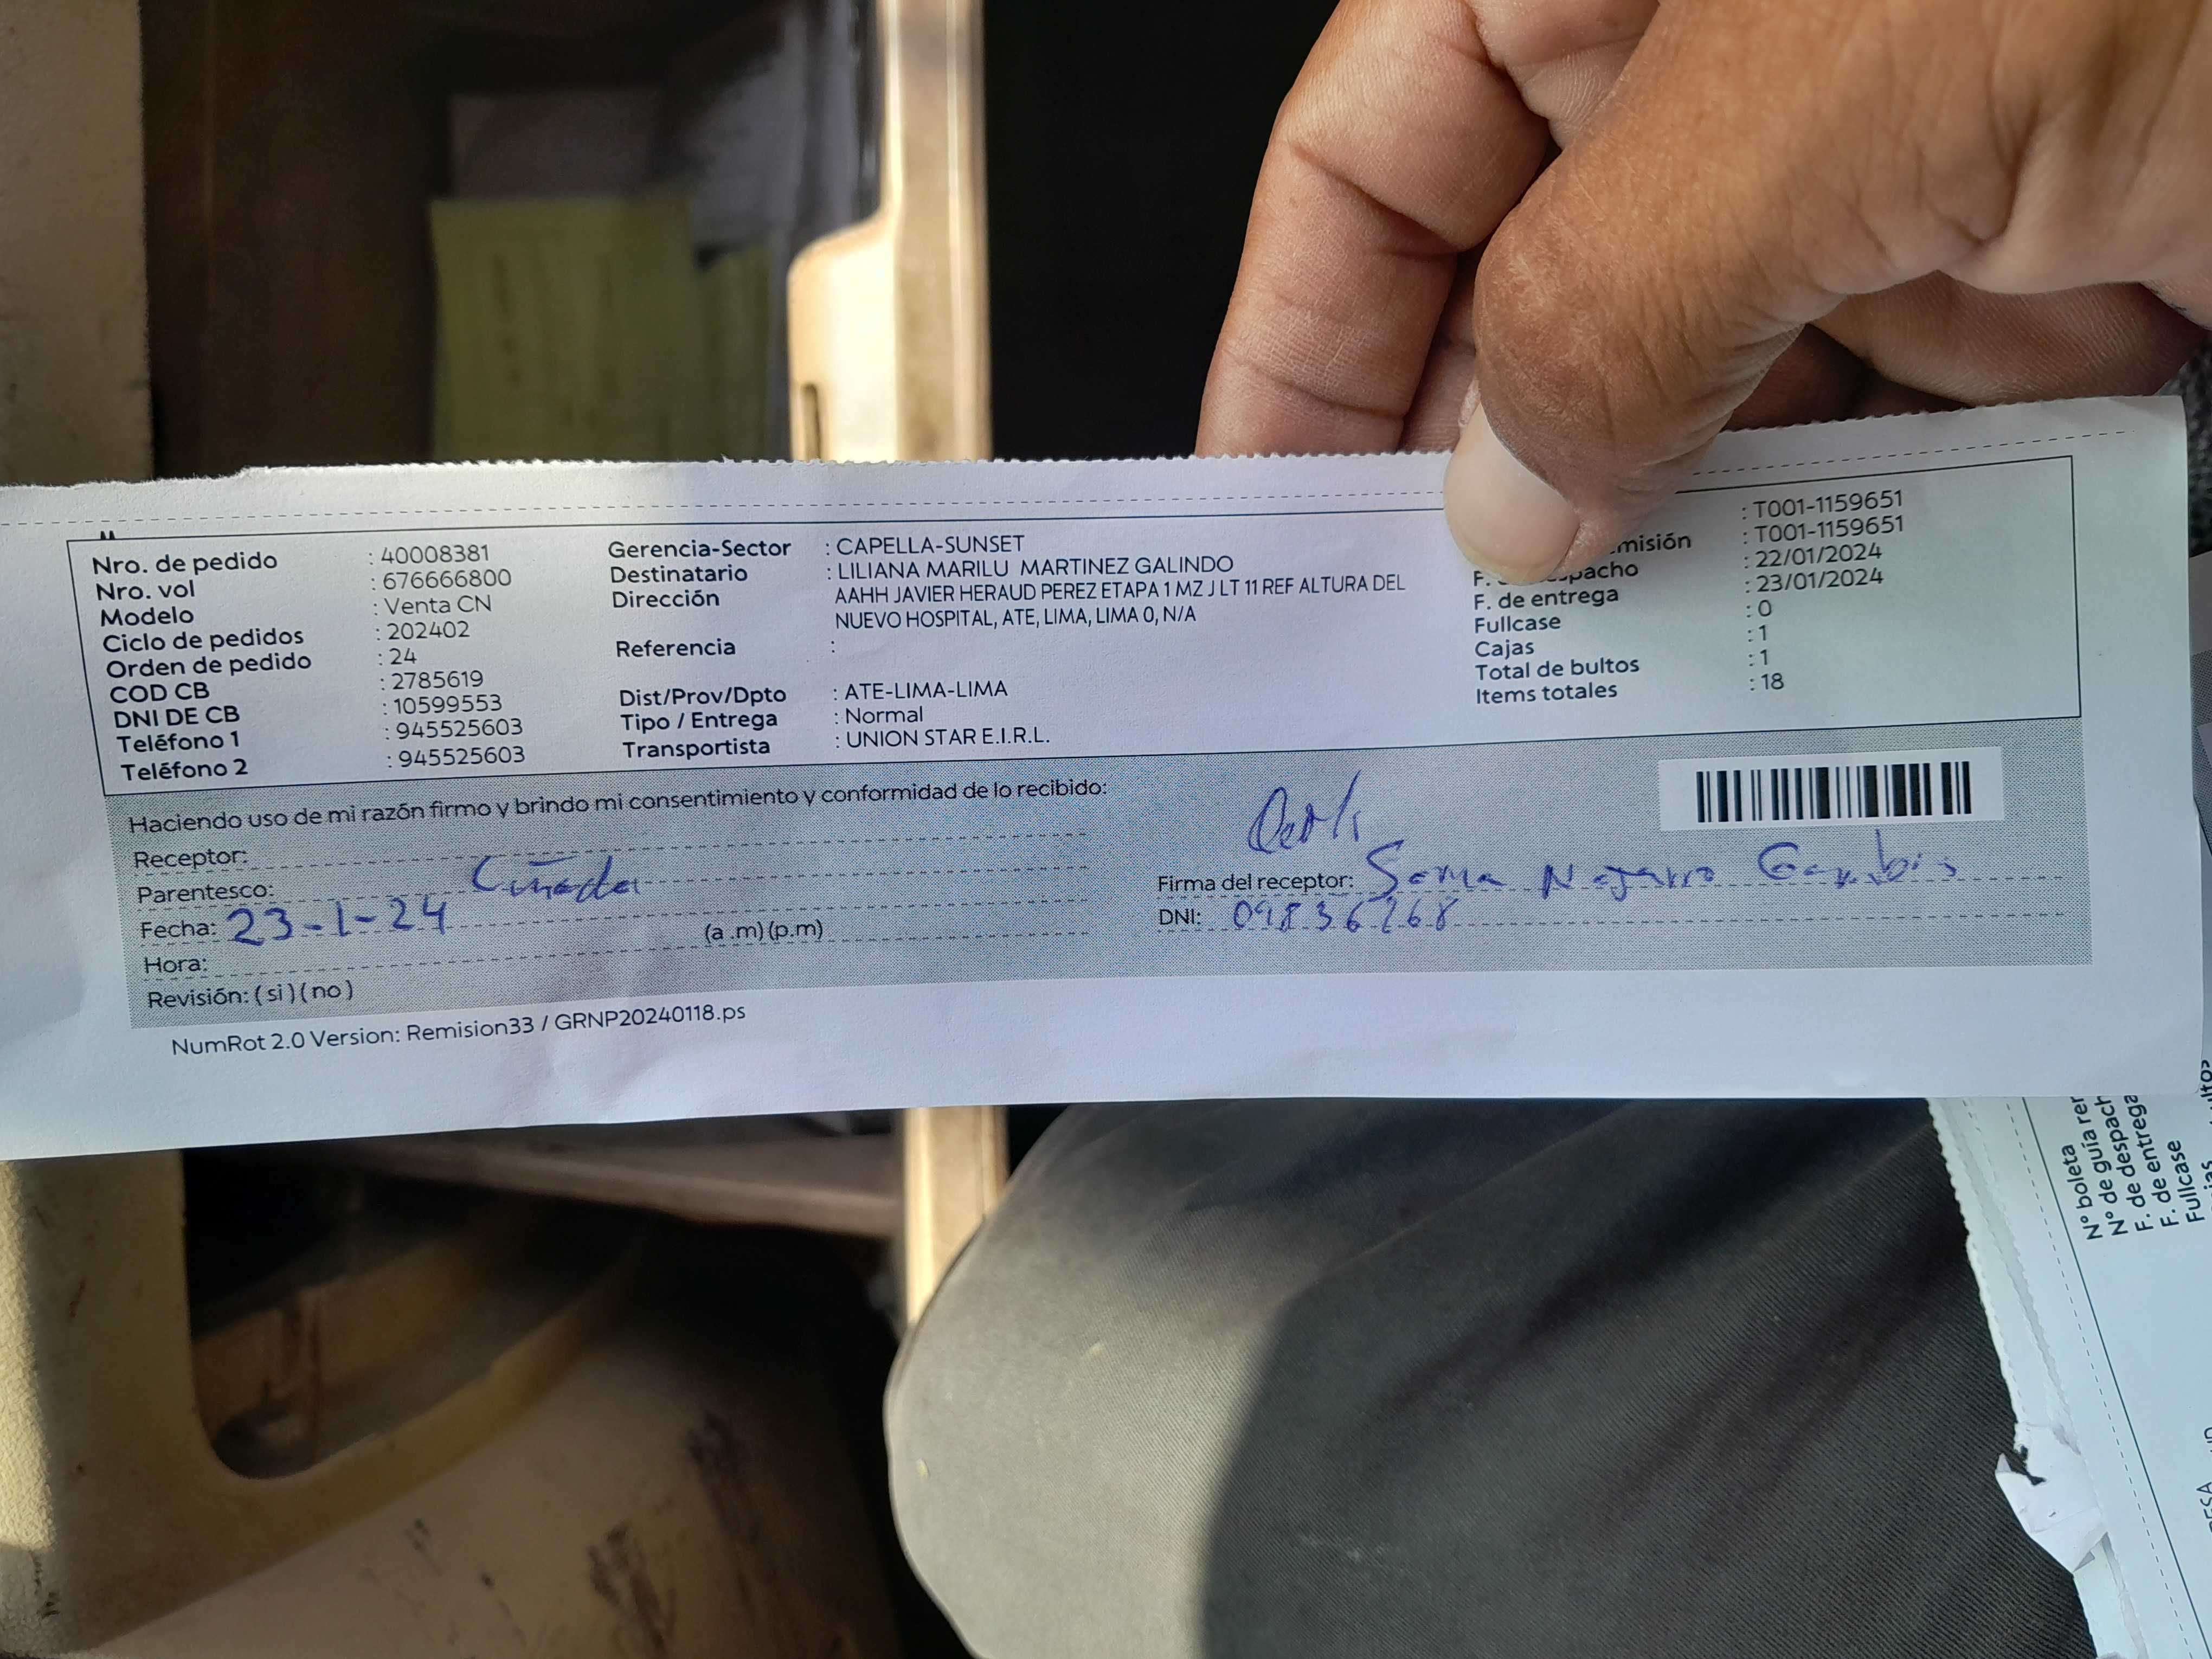 Nro. de pedido : 40008381
Nro. vol : 676666800
Modelo : Venta CN
Ciclo de pedidos : 202402
Orden de pedido : 24
COD CB : 2785619
DNI DE CB : 10599553
Teléfono 1 : 945525603
Teléfono 2 : 945525603
Gerencia-Sector : CAPELLA-SUNSET
Destinatario : LILIANA MARILU MARTINEZ GALINDO
Dirección AAHH JAVIER HERAUD PEREZ ETAPA 1 MZ J LT 11 REF ALTURA DEL
NUEVO HOSPITAL, ATE, LIMA, LIMA 0, N/A
Referencia :
Dist/Prov/Dpto : ATE-LIMA-LIMA
Tipo / Entrega : Normal
Transportista : UNION STAR E.I.R.L.
: T001-1159651
misión : T001-1159651
F. spacho : 22/01/2024
F. de entrega : 23/01/2024
Fullcase : 0
Cajas : 1
Total de bultos : 1
Items totales : 18
Haciendo uso de mi razón firmo y brindo mi consentimiento y conformidad de lo recibido:
Receptor:
Parentesco: Cuñada
Fecha: 23-1-24
Hora: (a .m) (p.m)
Revisión: ( si ) ( no )
Firma del receptor: Navarro
DNI: 09836268
NumRot 2.0 Version: Remision33 / GRNP20240118.ps
N° boleta
N° de guía rer
F. de despach
F. de entrega
Fullcase